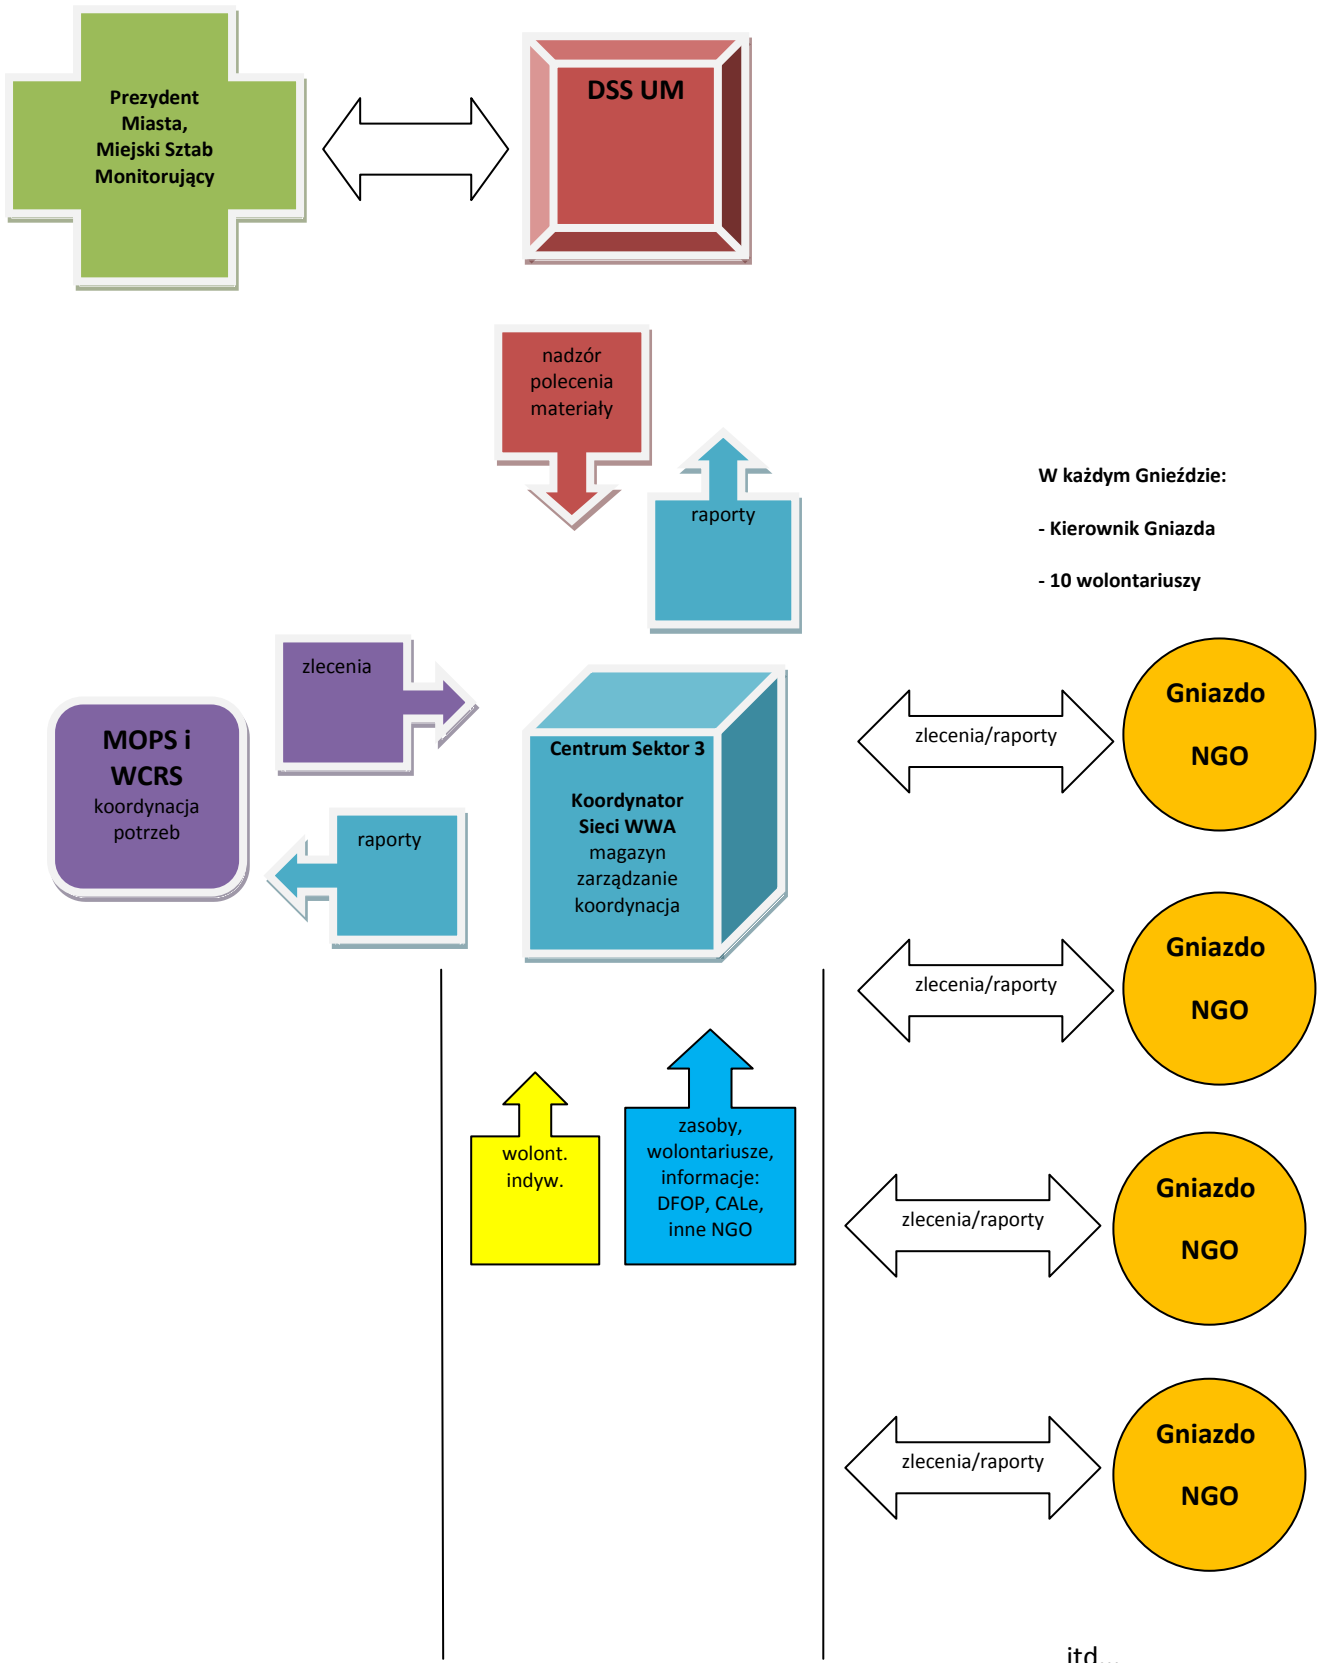 Prezydent
Miasta,
Miejski Sztab
Monitorujący
DSS UM
nadzór
polecenia
materiały
raporty
W każdym Gnieździe:
- Kierownik Gniazda
- 10 wolontariuszy
zlecenia
MOPS i
WCRS
koordynacja
potrzeb
raporty
Centrum Sektor 3
Koordynator
Sieci WWA
magazyn
zarządzanie
koordynacja
zlecenia/raporty
Gniazdo
NGO
zlecenia/raporty
Gniazdo
NGO
wolont.
indyw.
zasoby,
wolontariusze,
informacje:
DFOP, CALe,
inne NGO
zlecenia/raporty
Gniazdo
NGO
zlecenia/raporty
Gniazdo
NGO
itd...